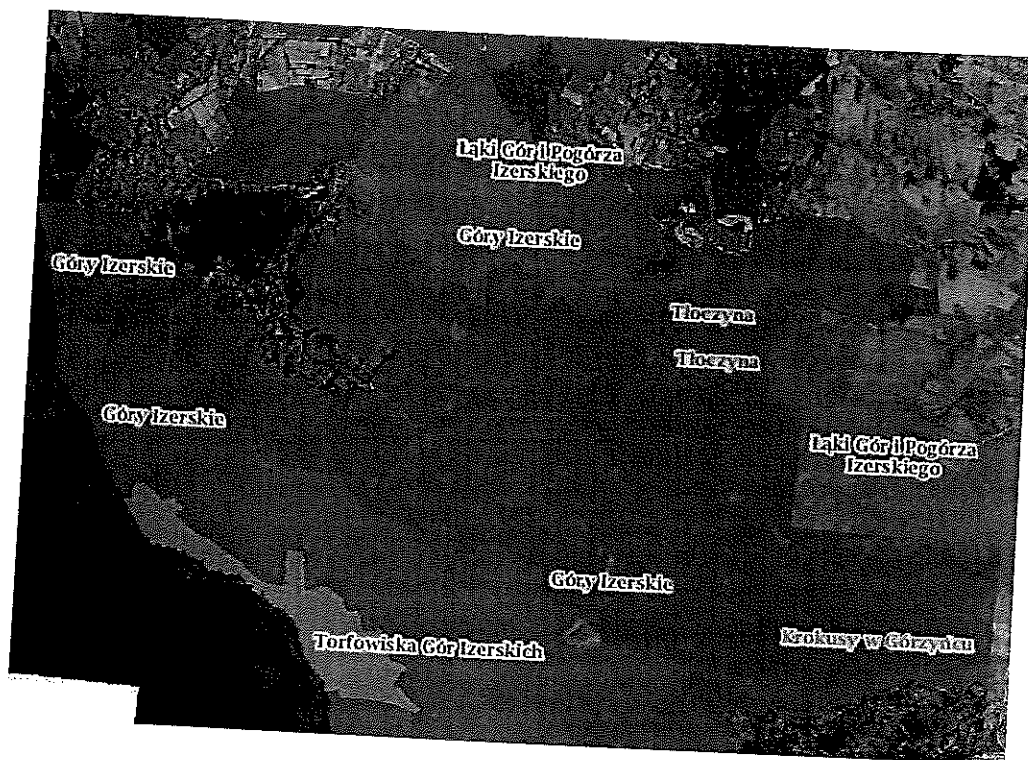 Łąki Gór i Pogórza
Izerskiego
Góry Izerskie
Góry Izerskie
Tłoczyna
Tłoczyna
Góry Izerskie
Łąki Gór i Pogórza
Izerskiego
Góry Izerskie
Torfowiska Gór Izerskich
Krokusy w Górzyńcu